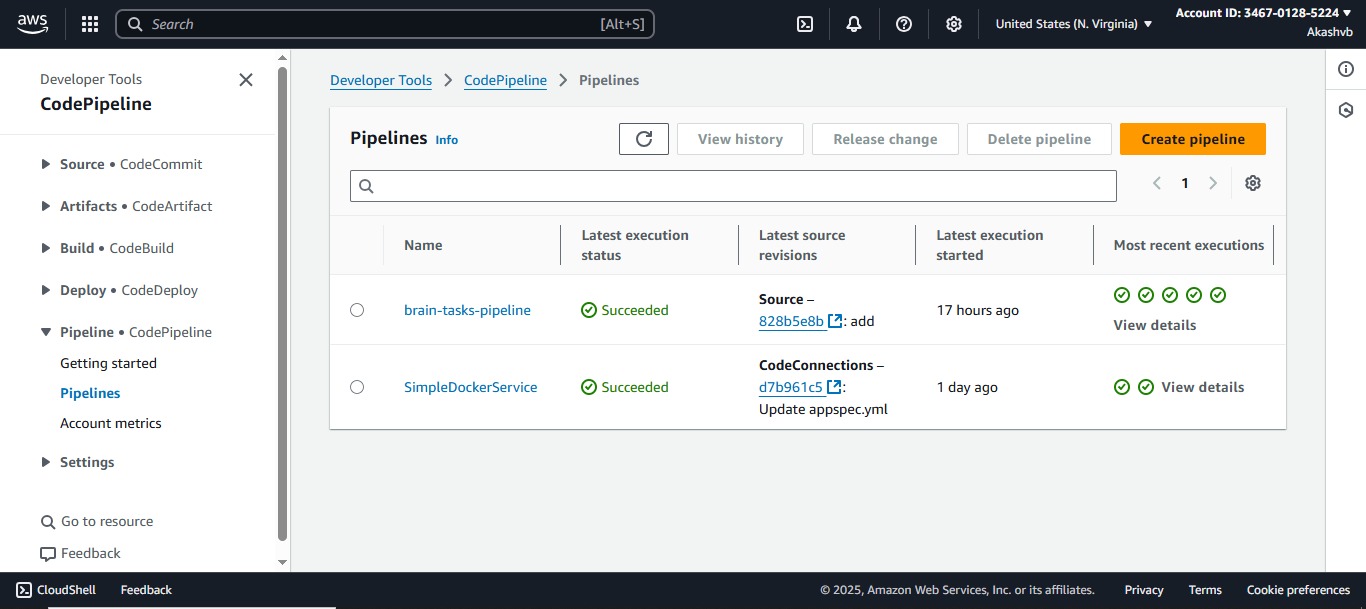 aws
Search [Alt+S]
United States (N. Virginia)
Account ID: 3467-0128-5224
Akashvb
Developer Tools
CodePipeline
Source • CodeCommit
Artifacts • CodeArtifact
Build • CodeBuild
Deploy • CodeDeploy
Pipeline • CodePipeline
Getting started
Pipelines
Account metrics
Settings
Go to resource
Feedback
Developer Tools > CodePipeline > Pipelines
Pipelines Info
View history
Release change
Delete pipeline
Create pipeline
1
Name
Latest execution
status
Latest source
revisions
Latest execution
started
Most recent executions
brain-tasks-pipeline
Succeeded
Source –
828b5e8b: add
17 hours ago
View details
SimpleDockerService
Succeeded
CodeConnections –
d7b961c5:
Update appspec.yml
1 day ago
View details
CloudShell
Feedback
© 2025, Amazon Web Services, Inc. or its affiliates.
Privacy
Terms
Cookie preferences